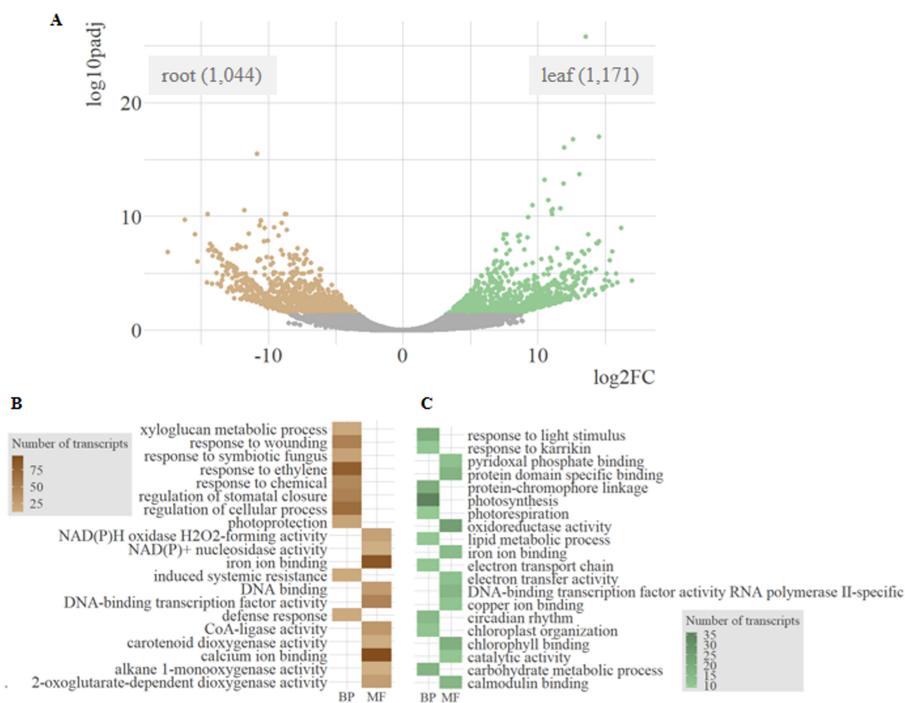 A
log10padj
root (1,044)
leaf (1,171)
20
10
0
-10
0
10
log2FC
B
Number of transcripts
75
50
25
xyloglucan metabolic process
response to wounding
response to symbiotic fungus
response to ethylene
response to chemical
regulation of stomatal closure
regulation of cellular process
photoprotection
NAD(P)H oxidase H2O2-forming activity
NAD(P)+ nucleosidase activity
iron ion binding
induced systemic resistance
DNA binding
DNA-binding transcription factor activity
defense response
CoA-ligase activity
carotenoid dioxygenase activity
calcium ion binding
alkane 1-monooxygenase activity
2-oxoglutarate-dependent dioxygenase activity
BP MF
C
response to light stimulus
response to karrikin
pyridoxal phosphate binding
protein domain specific binding
protein-chromophore linkage
photosynthesis
photorespiration
oxidoreductase activity
lipid metabolic process
iron ion binding
electron transport chain
electron transfer activity
DNA-binding transcription factor activity RNA polymerase II-specific
copper ion binding
circadian rhythm
chloroplast organization
chlorophyll binding
catalytic activity
carbohydrate metabolic process
calmodulin binding
BP MF
Number of transcripts
35
30
25
20
15
10